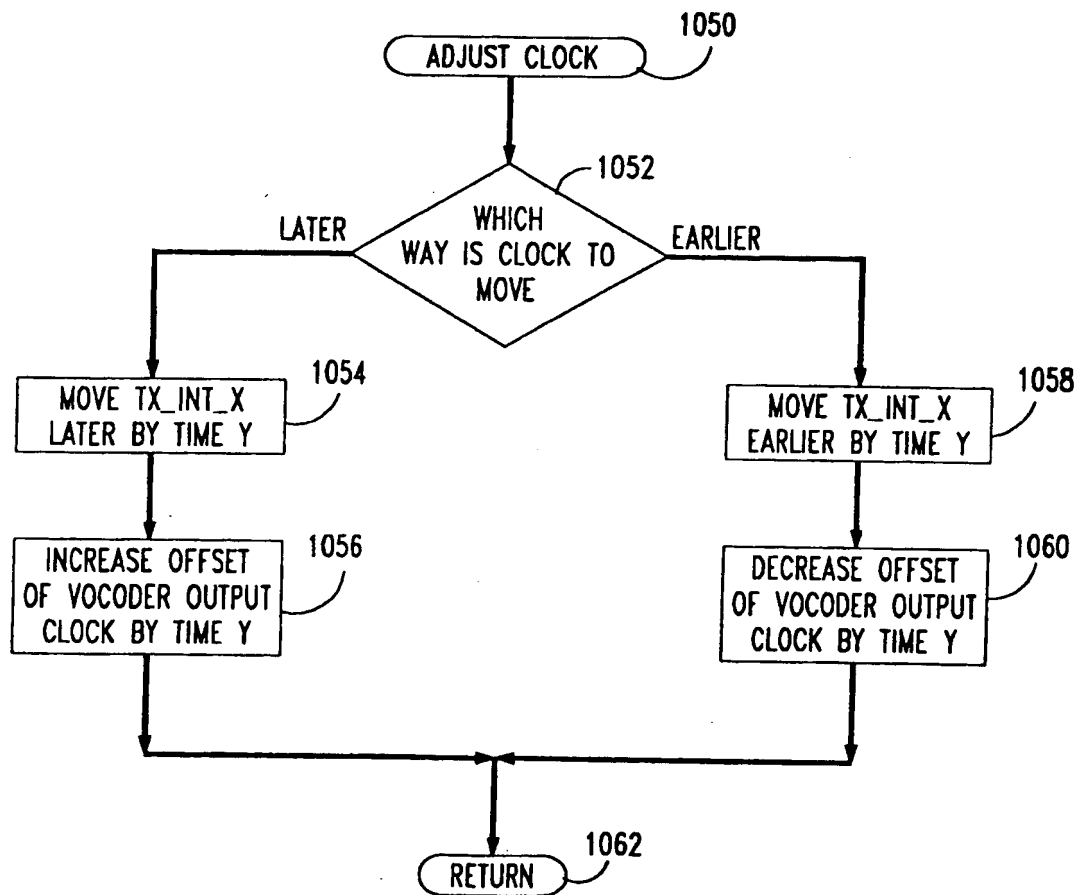 1050
ADJUST CLOCK
1052
WHICH
WAY IS CLOCK TO
MOVE
LATER
EARLIER
1054
MOVE TX_INT_X
LATER BY TIME Y
1058
MOVE TX_INT_X
EARLIER BY TIME Y
1056
INCREASE OFFSET
OF VOCODER OUTPUT
CLOCK BY TIME Y
1060
DECREASE OFFSET
OF VOCODER OUTPUT
CLOCK BY TIME Y
1062
RETURN